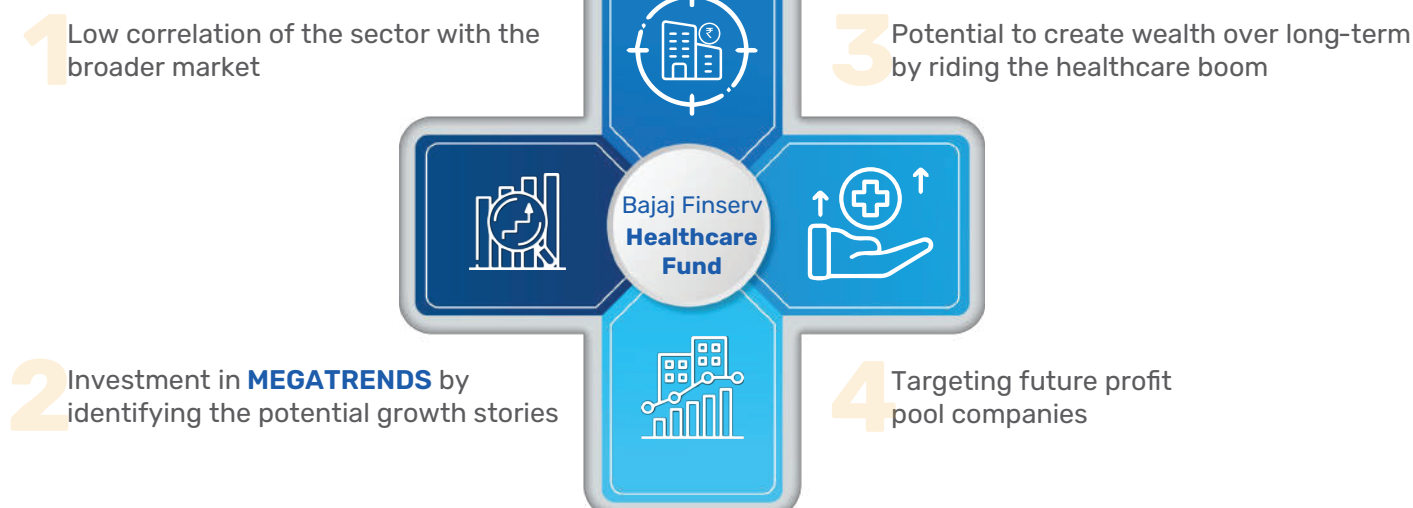 1
Low correlation of the sector with the
broader market
2
Investment in MEGATRENDS by
identifying the potential growth stories
₹
Bajaj Finserv
Healthcare
Fund
3
Potential to create wealth over long-term
by riding the healthcare boom
4
Targeting future profit
pool companies